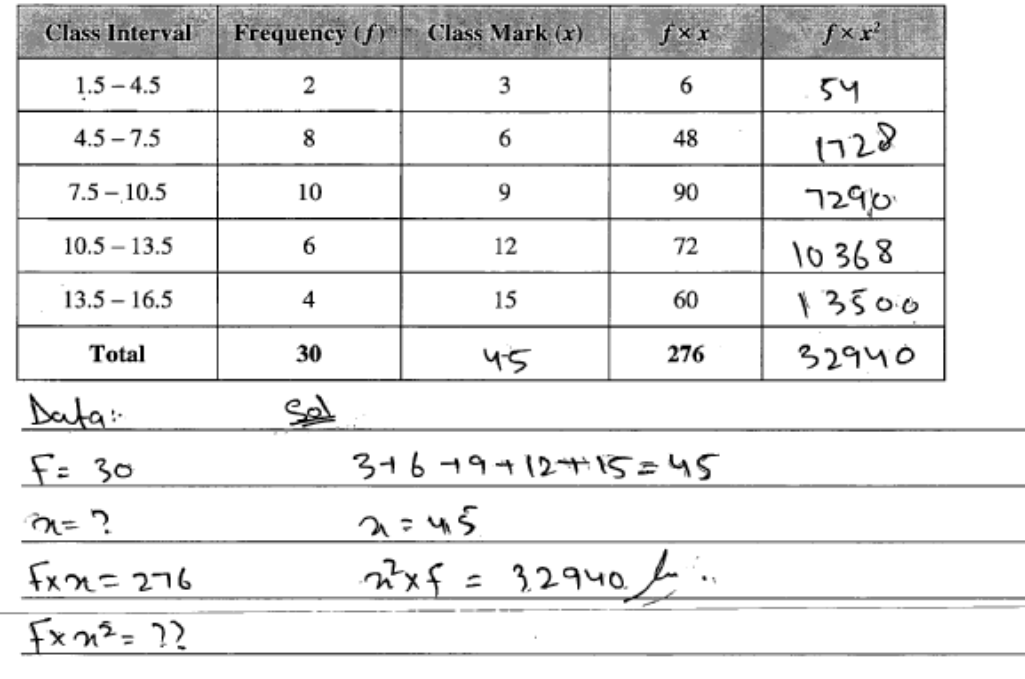 Class Interval Frequency (f) Class Mark (x) f × x f × x²
1.5 – 4.5 2 3 6 54
4.5 – 7.5 8 6 48 1728
7.5 – 10.5 10 9 90 7290
10.5 – 13.5 6 12 72 10368
13.5 – 16.5 4 15 60 13500
Total 30 45 276 32940
Data:- Sol
F= 30 3+6+9+12+15=45
x= ? x = 45
F×x= 276 x²×f = 32940
F×x²= ??